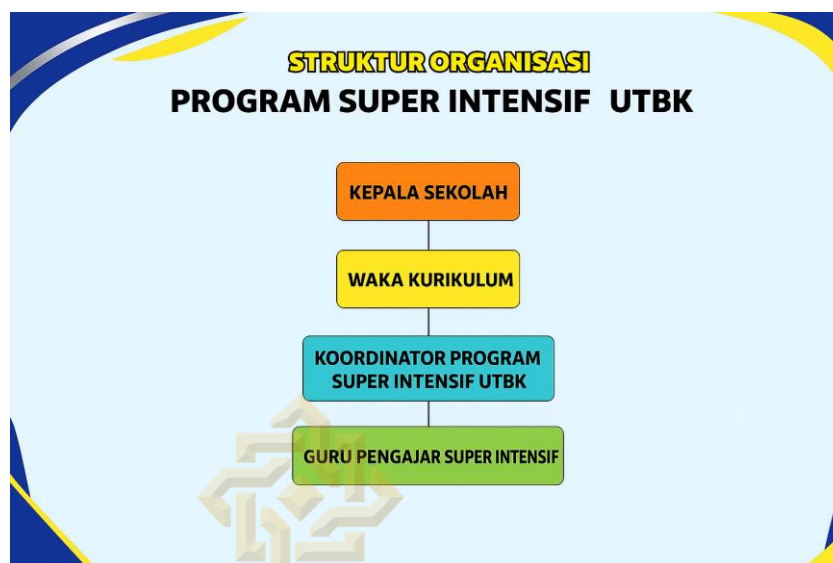 STRUKTUR ORGANISASI
PROGRAM SUPER INTENSIF UTBK
KEPALA SEKOLAH
WAKA KURIKULUM
KOORDINATOR PROGRAM
SUPER INTENSIF UTBK
GURU PENGAJAR SUPER INTENSIF